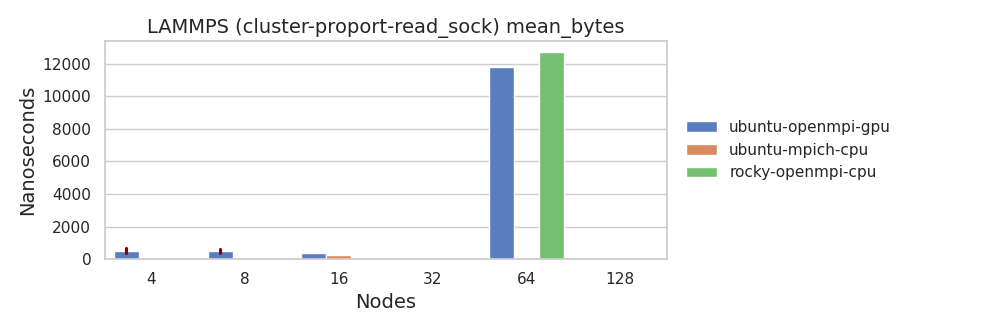 LAMMPS (cluster-proport-read_sock) mean_bytes
Nanoseconds
12000
10000
8000
6000
4000
2000
0
4 8 16 32 64 128
Nodes
ubuntu-openmpi-gpu
ubuntu-mpich-cpu
rocky-openmpi-cpu